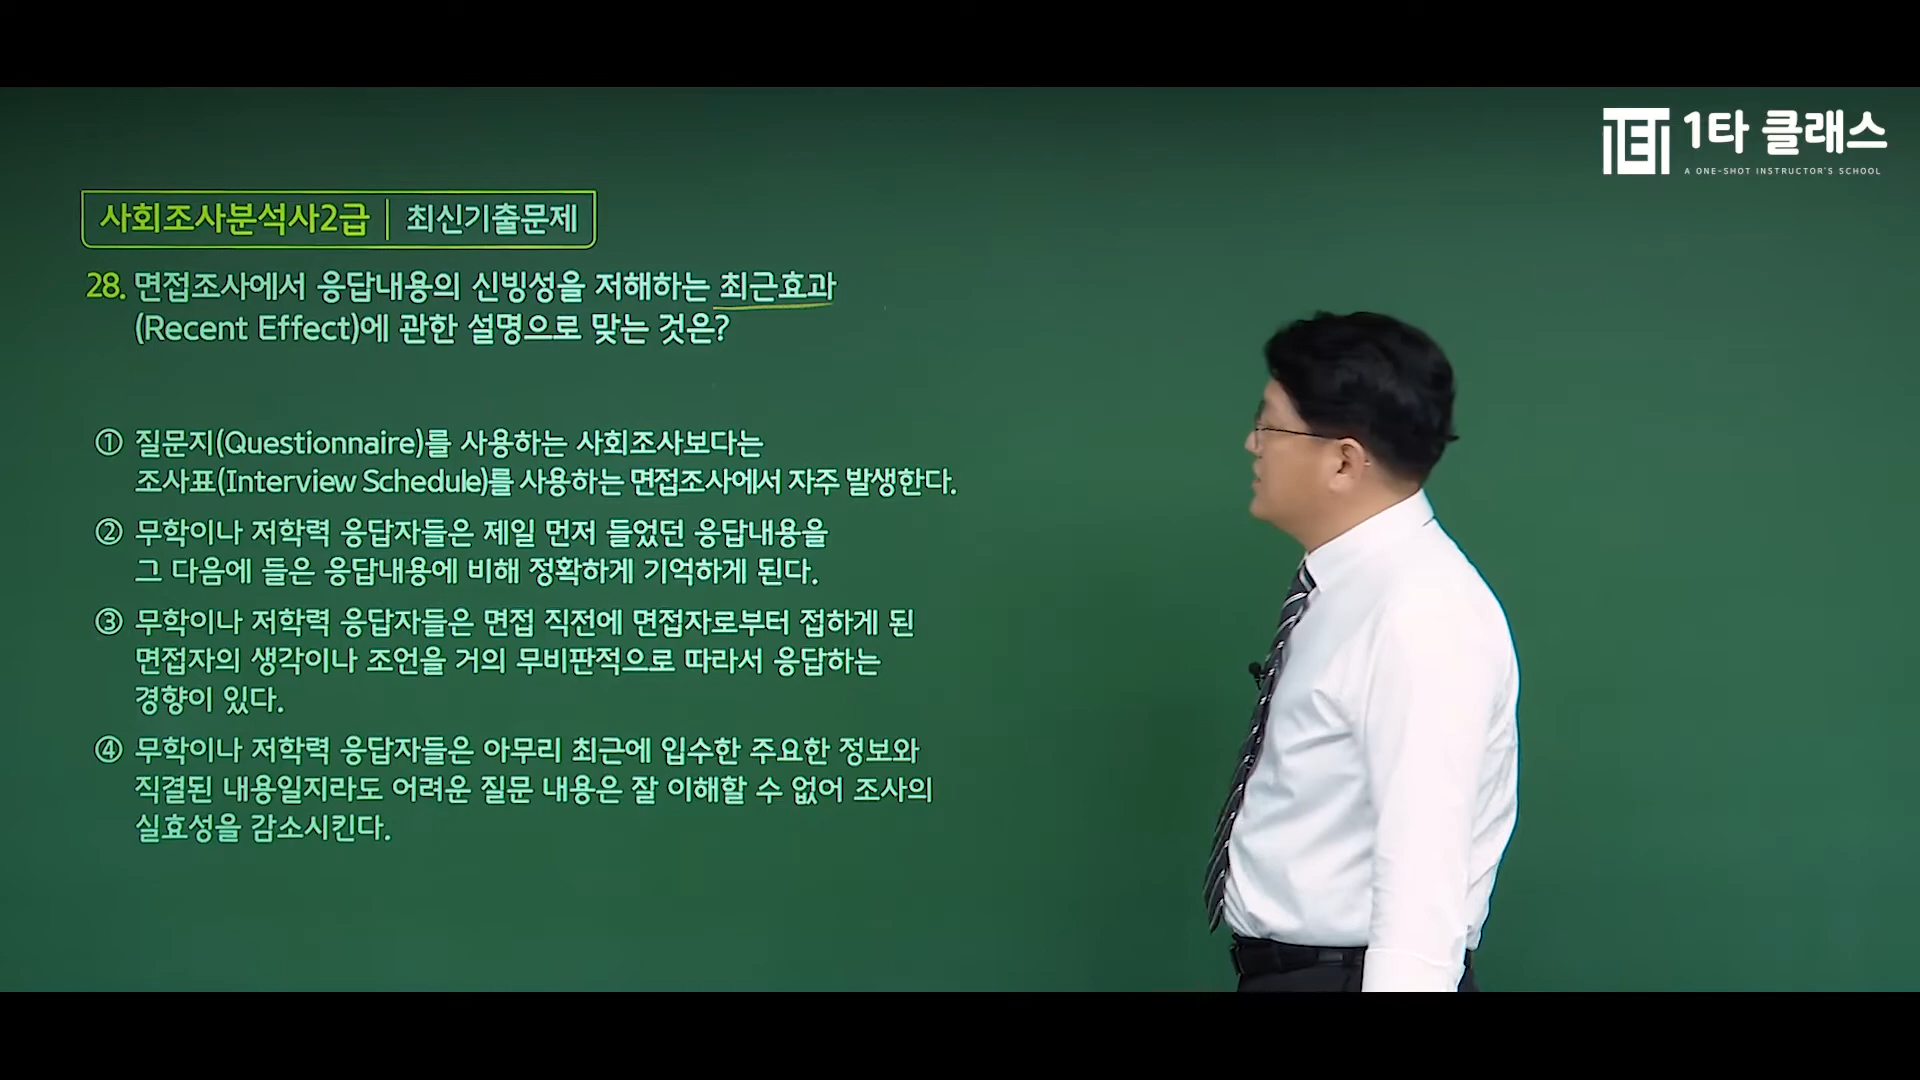 1타 클래스
A ONE-SHOT INSTRUCTOR'S SCHOOL
사회조사분석사2급 | 최신기출문제
28. 면접조사에서 응답내용의 신빙성을 저해하는 최근효과
(Recent Effect)에 관한 설명으로 맞는 것은?
① 질문지(Questionnaire)를 사용하는 사회조사보다는
조사표(Interview Schedule)를 사용하는 면접조사에서 자주 발생한다.
② 무학이나 저학력 응답자들은 제일 먼저 들었던 응답내용을
그 다음에 들은 응답내용에 비해 정확하게 기억하게 된다.
③ 무학이나 저학력 응답자들은 면접 직전에 면접자로부터 접하게 된
면접자의 생각이나 조언을 거의 무비판적으로 따라서 응답하는
경향이 있다.
④ 무학이나 저학력 응답자들은 아무리 최근에 입수한 주요한 정보와
직결된 내용일지라도 어려운 질문 내용은 잘 이해할 수 없어 조사의
실효성을 감소시킨다.